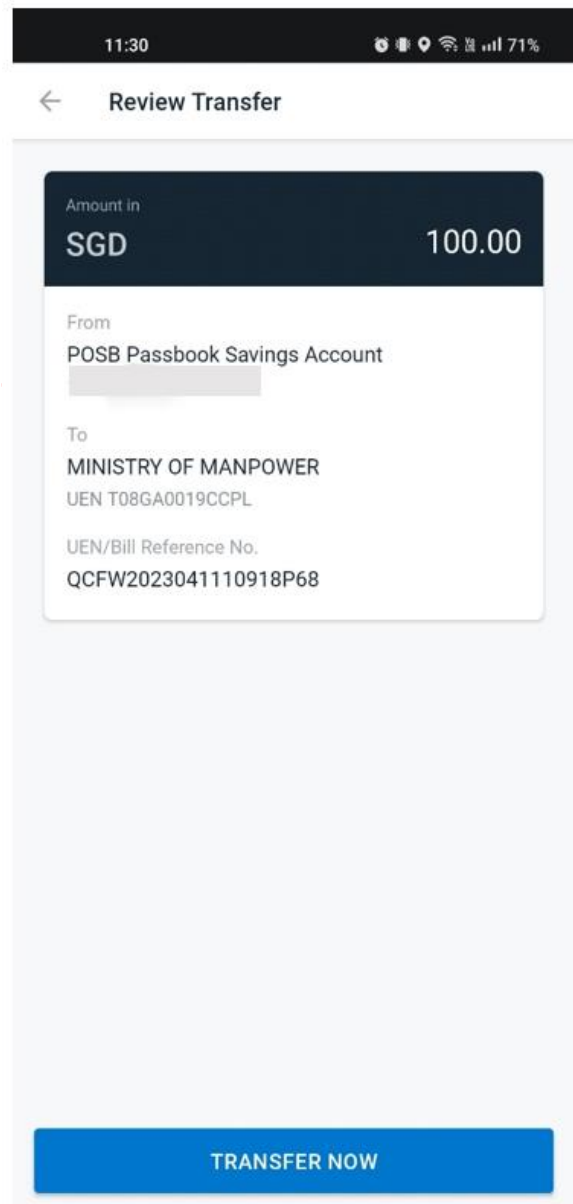 11:30 71%
Review Transfer
Amount in
SGD 100.00
From
POSB Passbook Savings Account
To
MINISTRY OF MANPOWER
UEN T08GA0019CCPL
UEN/Bill Reference No.
QCFW2023041110918P68
TRANSFER NOW